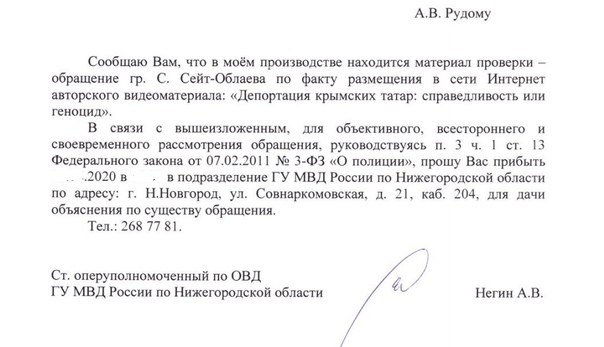 А.В. Рудому
Сообщаю Вам, что в моём производстве находится материал проверки –
обращение гр. С. Сейт-Облаева по факту размещения в сети Интернет
авторского видеоматериала: «Депортация крымских татар: справедливость или
геноцид».
В связи с вышеизложенным, для объективного, всестороннего и
своевременного рассмотрения обращения, руководствуясь п. 3 ч. 1 ст. 13
Федерального закона от 07.02.2011 № 3-ФЗ «О полиции», прошу Вас прибыть
.2020 в в подразделение ГУ МВД России по Нижегородской области
по адресу: г. Н.Новгород, ул. Совнаркомовская, д. 21, каб. 204, для дачи
объяснения по существу обращения.
Тел.: 268 77 81.
Ст. оперуполномоченный по ОВД
ГУ МВД России по Нижегородской области Негин А.В.